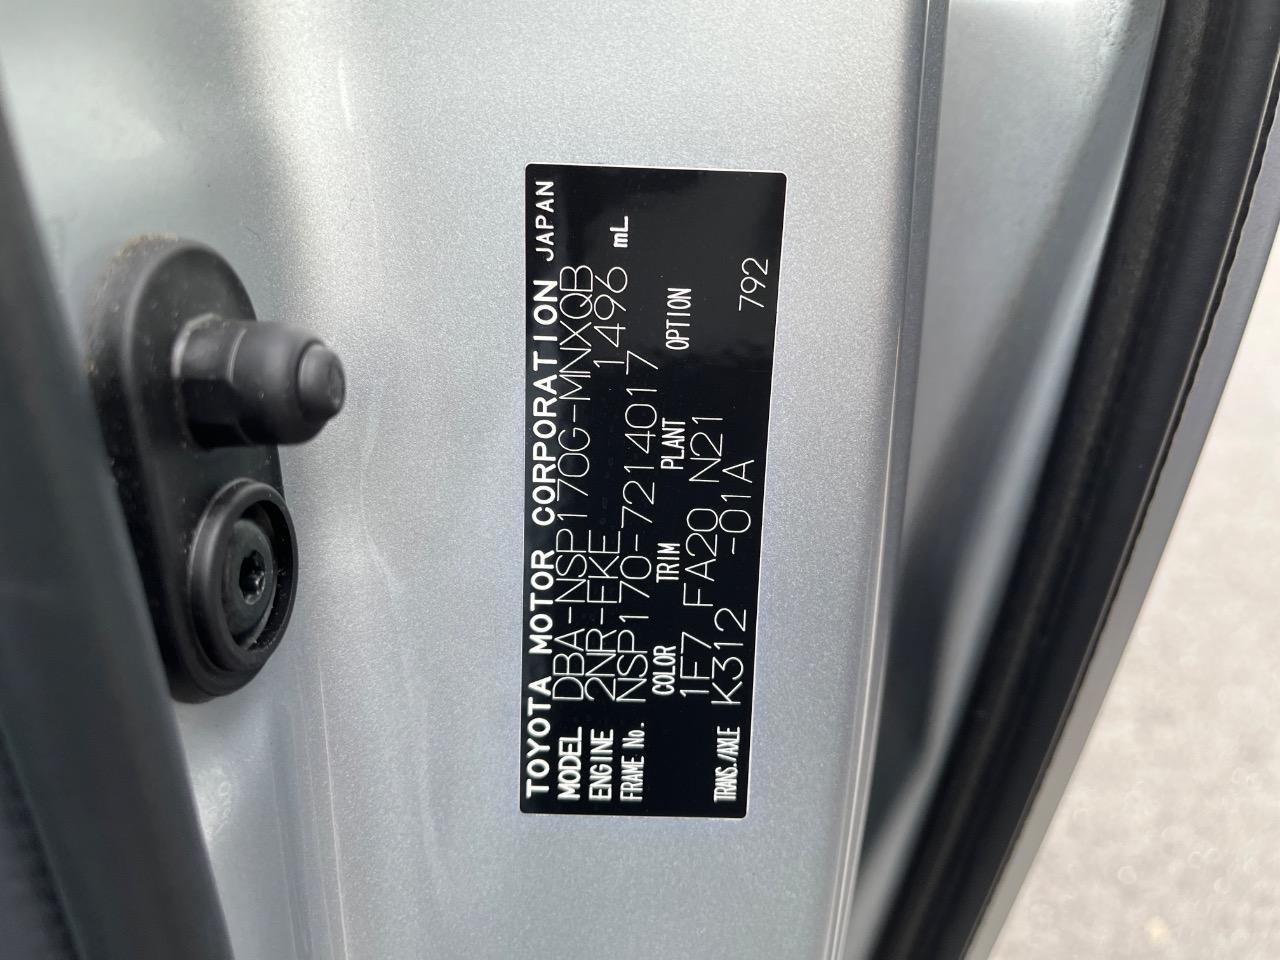 TOYOTA MOTOR CORPORATION JAPAN
MODEL DBA-NSP170G-MNXQB
ENGINE 2NR-FKE 1496 mL
FRAME No. NSP170-7214017
COLOR TRIM PLANT OPTION
1F7 FA20 N21
TRANS./AXLE K312 -01A 792